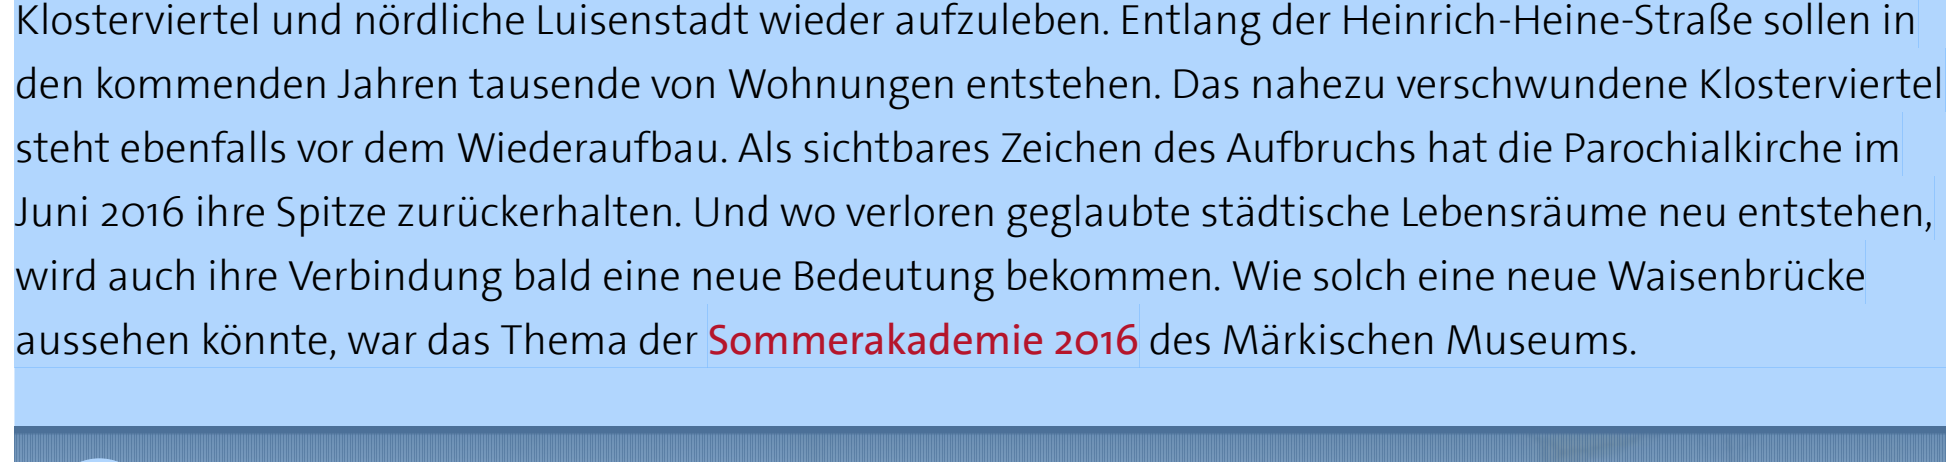 Klosterviertel und nördliche Luisenstadt wieder aufzuleben. Entlang der Heinrich-Heine-Straße sollen in
den kommenden Jahren tausende von Wohnungen entstehen. Das nahezu verschwundene Klosterviertel
steht ebenfalls vor dem Wiederaufbau. Als sichtbares Zeichen des Aufbruchs hat die Parochialkirche im
Juni 2016 ihre Spitze zurückerhalten. Und wo verloren geglaubte städtische Lebensräume neu entstehen,
wird auch ihre Verbindung bald eine neue Bedeutung bekommen. Wie solch eine neue Waisenbrücke
aussehen könnte, war das Thema der Sommerakademie 2016 des Märkischen Museums.